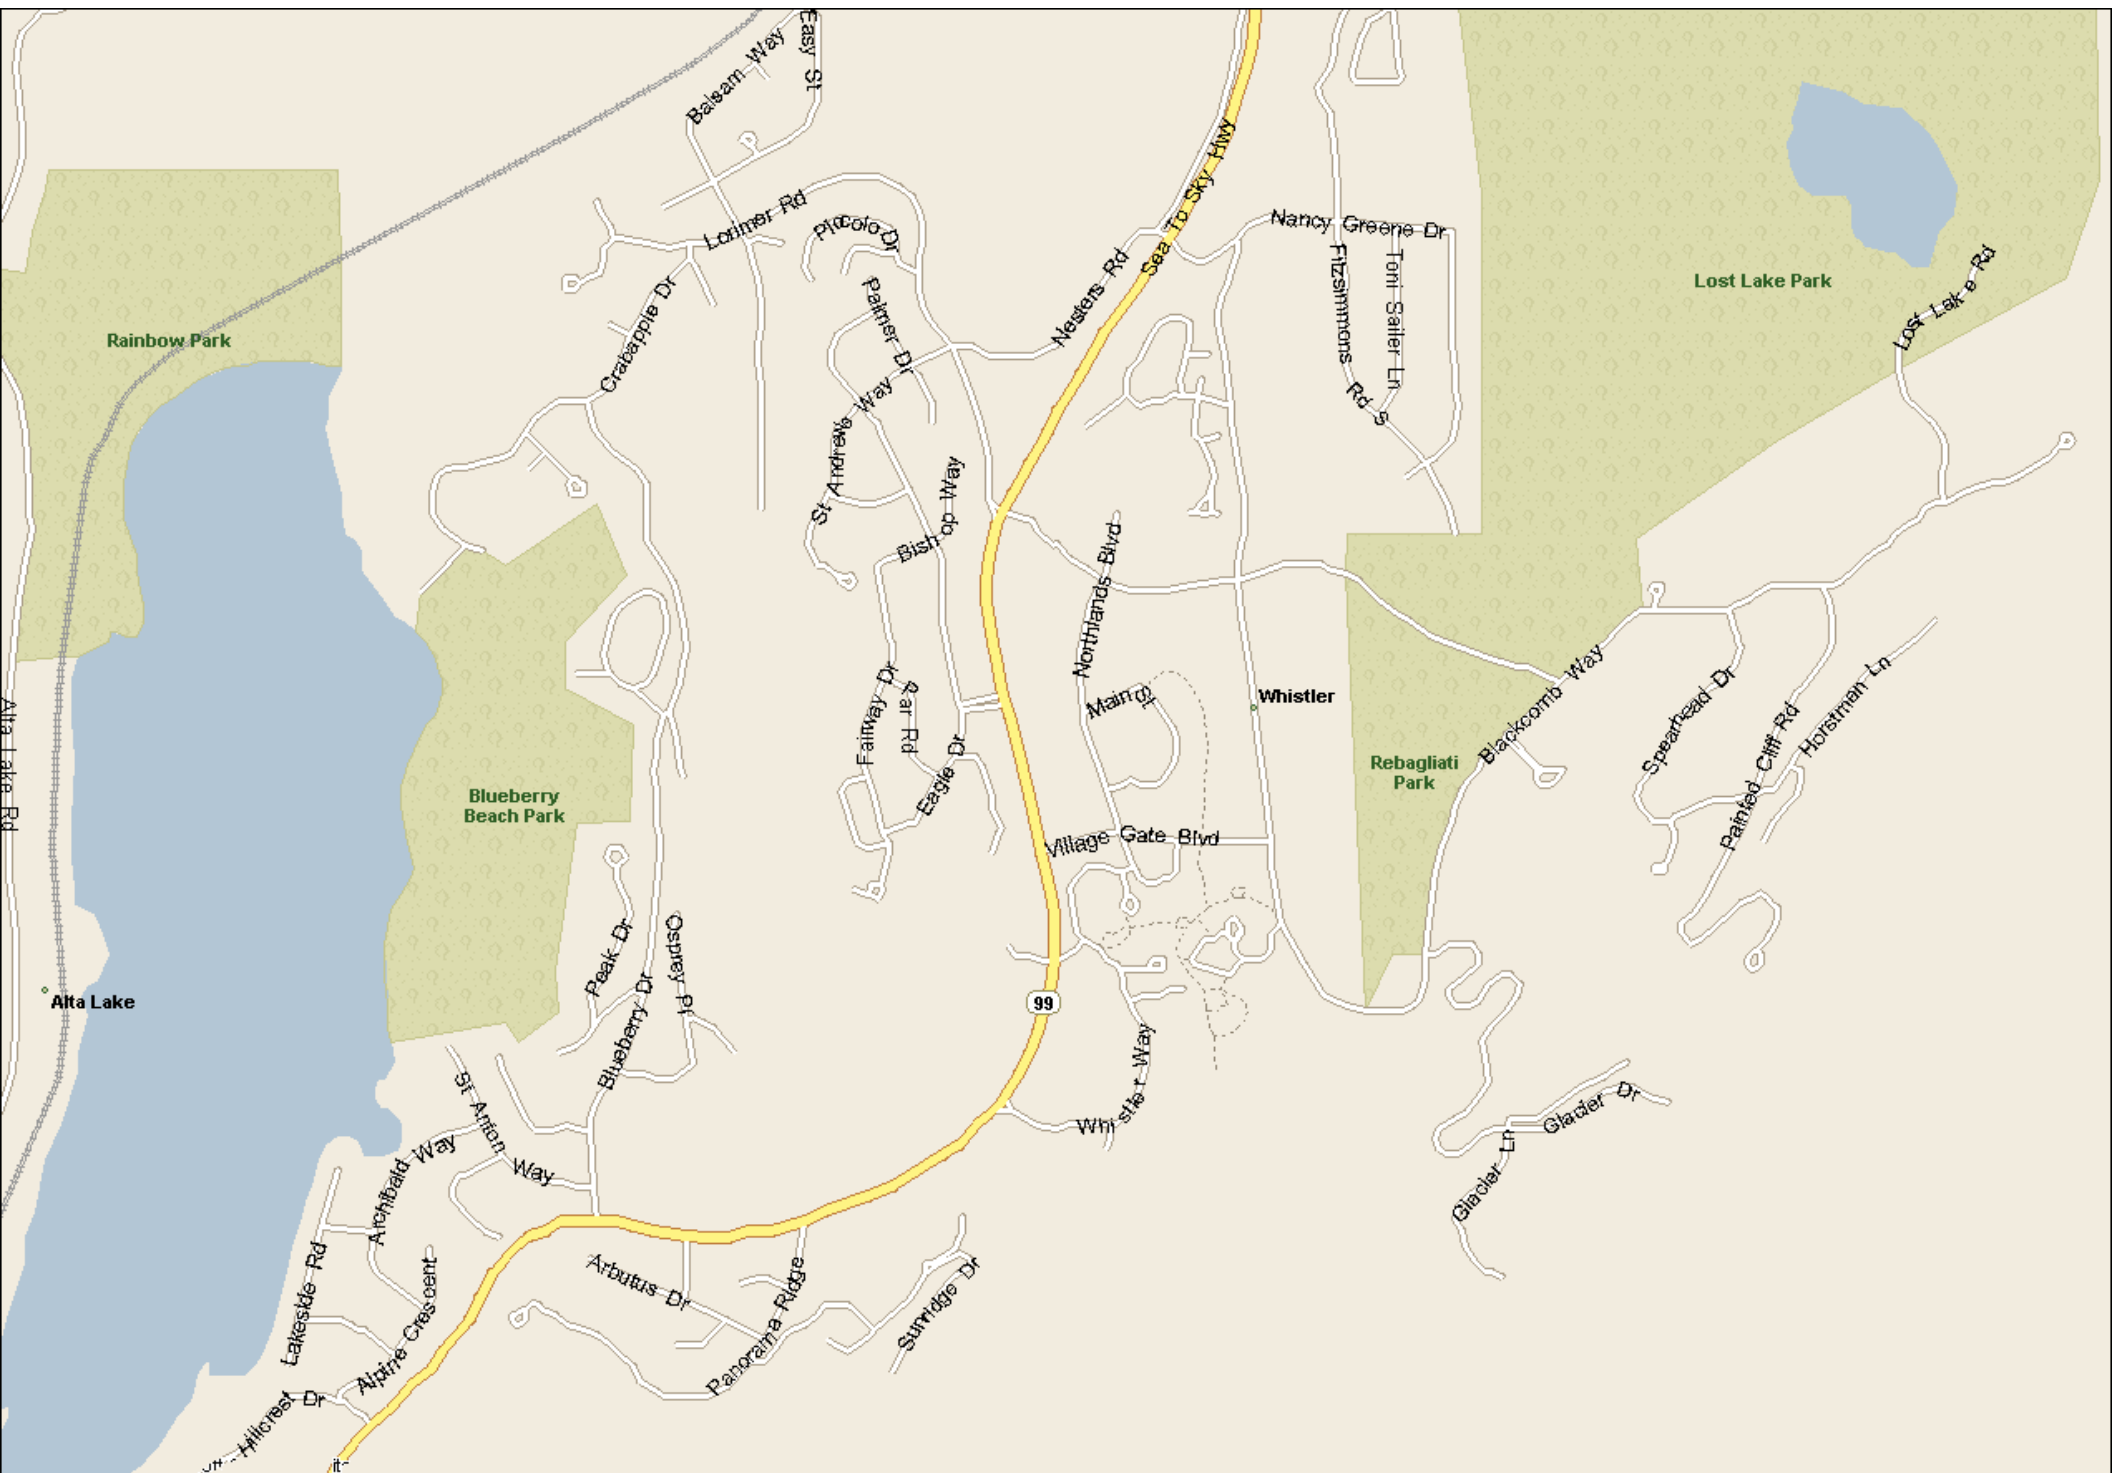 Easy St
Balsam Way
Sea To Sky Hwy
Lorimer Rd
Piccolo Dr
Nancy Greene Dr
Nesters Rd
Fitzsimmons Rd S
Toni Sailer Ln
Lost Lake Park
Lost Lake Rd
Rainbow Park
Crabapple Dr
Palmer Dr
St Andrews Way
Bishop Way
Northlands Blvd
Main St
Whistler
Fairway Dr
Par Rd
Eagle Dr
Blackcomb Way
Spearhead Dr
Painted Cliff Rd
Horstman Ln
Rebagliati
Park
Alta Lake Rd
Blueberry
Beach Park
Village Gate Blvd
Peak Dr
Osprey Pl
Blueberry Dr
Alta Lake
99
Whistler Way
St Anton Way
Archibald Way
Glacier Dr
Glacier Ln
Lakeside Rd
Alpine Crescent
Arbutus Dr
Panorama Ridge
Sunridge Dr
Hillcrest Dr